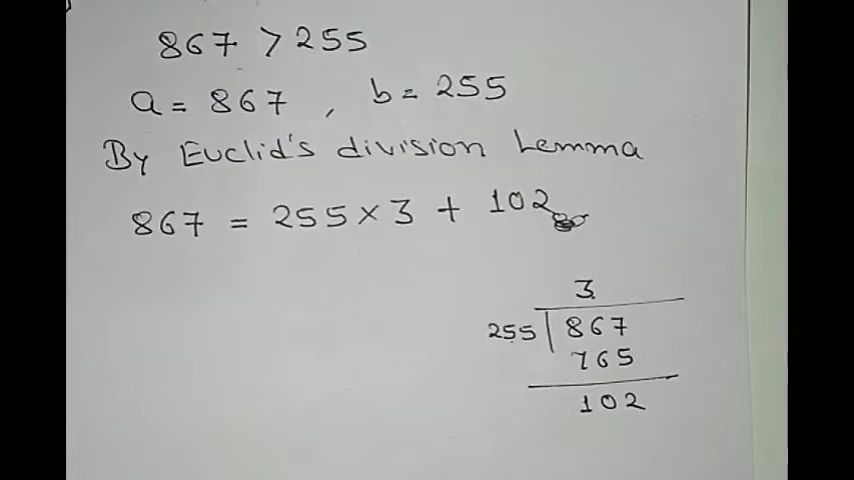 867 > 255
a = 867 , b = 255
By Euclid's division Lemma
867 = 255 × 3 + 102
3
255 867
765
102